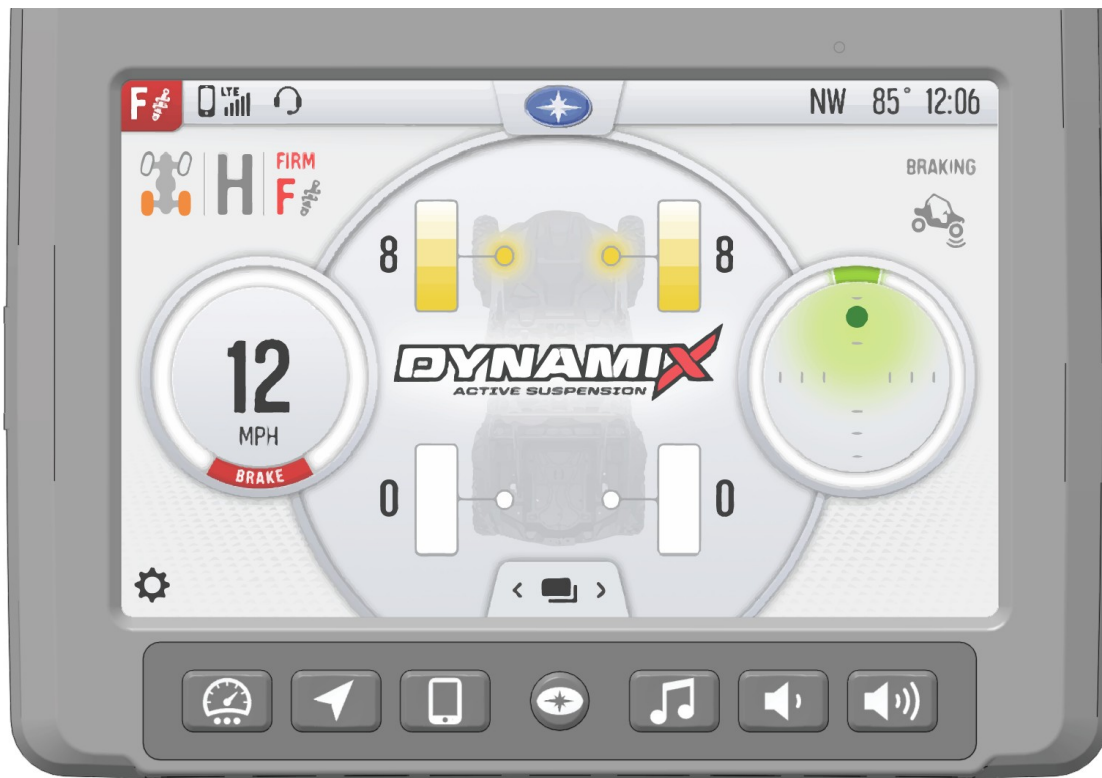 F LTE NW 85° 12:06
H FIRM F
BRAKING
8 8
12
MPH
BRAKE
DYNAMIX
ACTIVE SUSPENSION
0 0